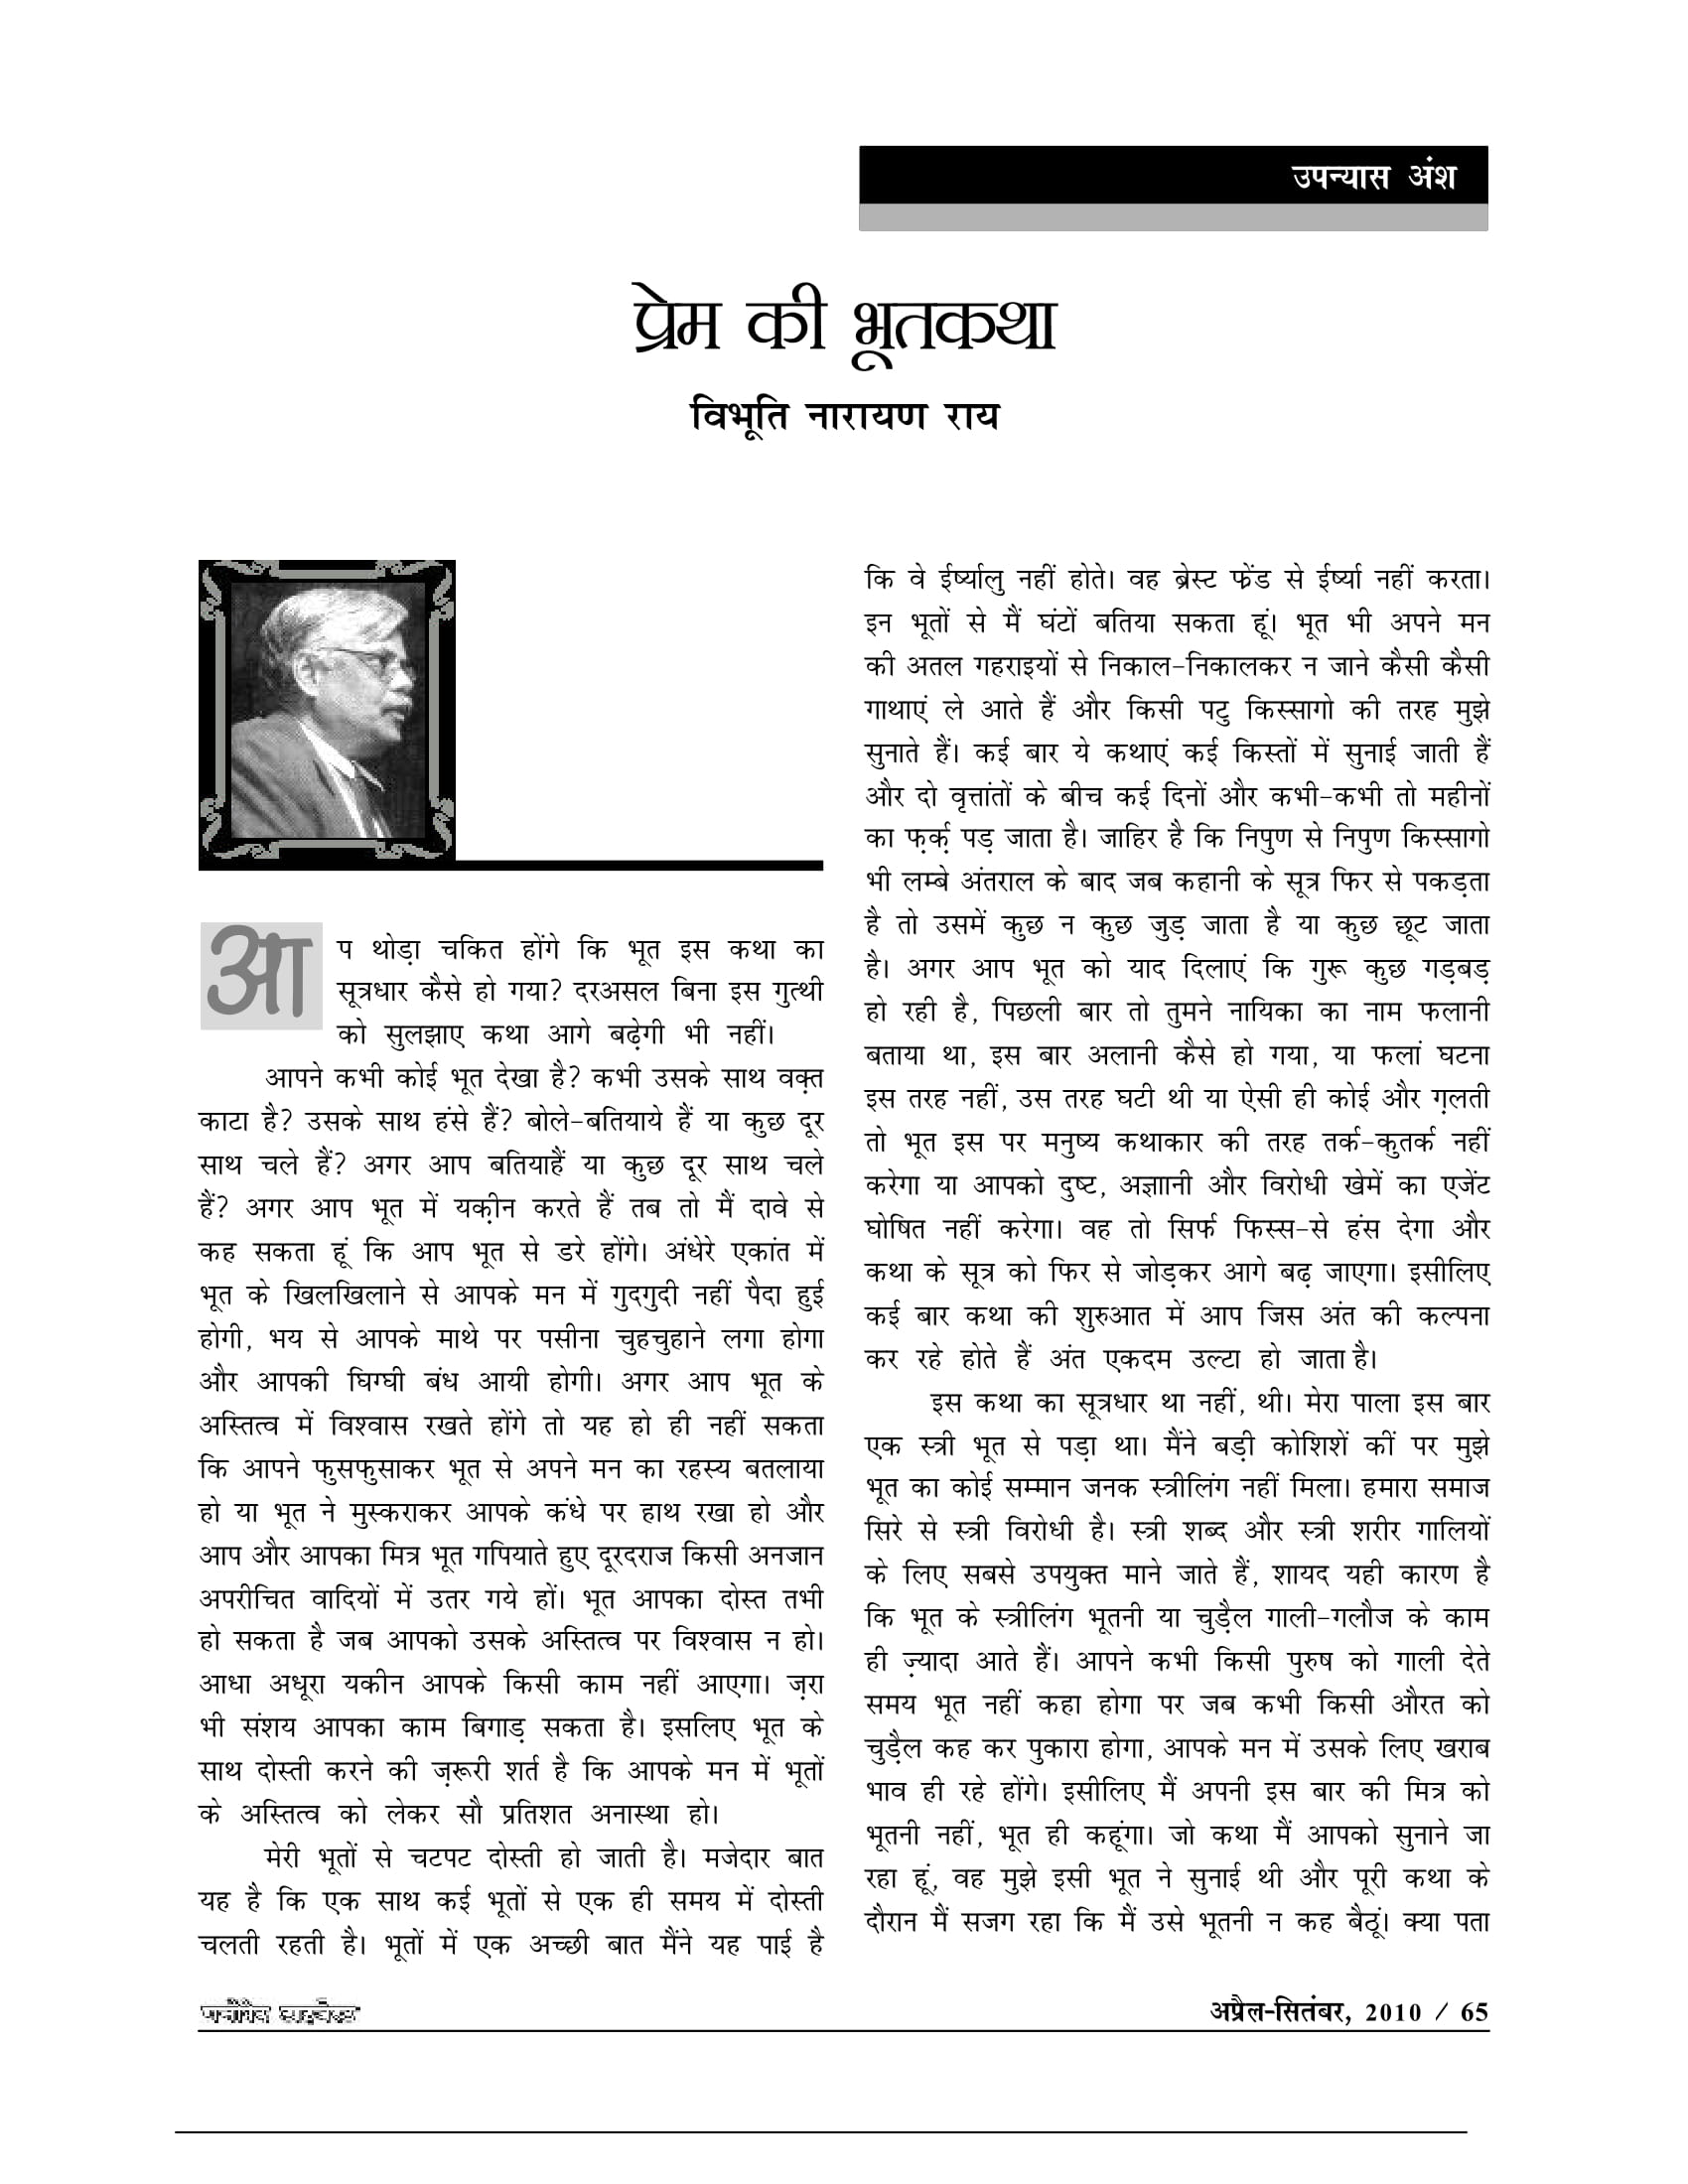 उपन्यास अंश
प्रेम की भूतकथा
विभूति नारायण राय
आप थोड़ा चकित होंगे कि भूत इस कथा का
सूत्रधार कैसे हो गया? दरअसल बिना इस गुत्थी
को सुलझाए कथा आगे बढ़ेगी भी नहीं।
आपने कभी कोई भूत देखा है? कभी उसके साथ वक़्त
काटा है? उसके साथ हंसे हैं? बोले-बतियाये हैं या कुछ दूर
साथ चले हैं? अगर आप बतियाहैं या कुछ दूर साथ चले
हैं? अगर आप भूत में यक़ीन करते हैं तब तो मैं दावे से
कह सकता हूं कि आप भूत से डरे होंगे। अंधेरे एकांत में
भूत के खिलखिलाने से आपके मन में गुदगुदी नहीं पैदा हुई
होगी, भय से आपके माथे पर पसीना चुहचुहाने लगा होगा
और आपकी घिग्घी बंध आयी होगी। अगर आप भूत के
अस्तित्व में विश्वास रखते होंगे तो यह हो ही नहीं सकता
कि आपने फुसफुसाकर भूत से अपने मन का रहस्य बतलाया
हो या भूत ने मुस्कराकर आपके कंधे पर हाथ रखा हो और
आप और आपका मित्र भूत गपियाते हुए दूरदराज किसी अनजान
अपरीचित वादियों में उतर गये हों। भूत आपका दोस्त तभी
हो सकता है जब आपको उसके अस्तित्व पर विश्वास न हो।
आधा अधूरा यकीन आपके किसी काम नहीं आएगा। ज़रा
भी संशय आपका काम बिगाड़ सकता है। इसलिए भूत के
साथ दोस्ती करने की ज़रूरी शर्त है कि आपके मन में भूतों
के अस्तित्व को लेकर सौ प्रतिशत अनास्था हो।
मेरी भूतों से चटपट दोस्ती हो जाती है। मजेदार बात
यह है कि एक साथ कई भूतों से एक ही समय में दोस्ती
चलती रहती है। भूतों में एक अच्छी बात मैंने यह पाई है
कि वे ईर्ष्यालु नहीं होते। वह ब्रेस्ट फ्रेंड से ईर्ष्या नहीं करता।
इन भूतों से मैं घंटों बतिया सकता हूं। भूत भी अपने मन
की अतल गहराइयों से निकाल-निकालकर न जाने कैसी कैसी
गाथाएं ले आते हैं और किसी पटु किस्सागो की तरह मुझे
सुनाते हैं। कई बार ये कथाएं कई किस्तों में सुनाई जाती हैं
और दो वृत्तांतों के बीच कई दिनों और कभी-कभी तो महीनों
का फ़र्क़ पड़ जाता है। जाहिर है कि निपुण से निपुण किस्सागो
भी लम्बे अंतराल के बाद जब कहानी के सूत्र फिर से पकड़ता
है तो उसमें कुछ न कुछ जुड़ जाता है या कुछ छूट जाता
है। अगर आप भूत को याद दिलाएं कि गुरू कुछ गड़बड़
हो रही है, पिछली बार तो तुमने नायिका का नाम फलानी
बताया था, इस बार अलानी कैसे हो गया, या फलां घटना
इस तरह नहीं, उस तरह घटी थी या ऐसी ही कोई और ग़लती
तो भूत इस पर मनुष्य कथाकार की तरह तर्क-कुतर्क नहीं
करेगा या आपको दुष्ट, अज्ञाानी और विरोधी खेमें का एजेंट
घोषित नहीं करेगा। वह तो सिर्फ फिस्स-से हंस देगा और
कथा के सूत्र को फिर से जोड़कर आगे बढ़ जाएगा। इसीलिए
कई बार कथा की शुरुआत में आप जिस अंत की कल्पना
कर रहे होते हैं अंत एकदम उल्टा हो जाता है।
इस कथा का सूत्रधार था नहीं, थी। मेरा पाला इस बार
एक स्त्री भूत से पड़ा था। मैंने बड़ी कोशिशें कीं पर मुझे
भूत का कोई सम्मान जनक स्त्रीलिंग नहीं मिला। हमारा समाज
सिरे से स्त्री विरोधी है। स्त्री शब्द और स्त्री शरीर गालियों
के लिए सबसे उपयुक्त माने जाते हैं, शायद यही कारण है
कि भूत के स्त्रीलिंग भूतनी या चुड़ैल गाली-गलौज के काम
ही ज़्यादा आते हैं। आपने कभी किसी पुरुष को गाली देते
समय भूत नहीं कहा होगा पर जब कभी किसी औरत को
चुड़ैल कह कर पुकारा होगा, आपके मन में उसके लिए खराब
भाव ही रहे होंगे। इसीलिए मैं अपनी इस बार की मित्र को
भूतनी नहीं, भूत ही कहूंगा। जो कथा मैं आपको सुनाने जा
रहा हूं, वह मुझे इसी भूत ने सुनाई थी और पूरी कथा के
दौरान मैं सजग रहा कि मैं उसे भूतनी न कह बैठूं। क्या पता
अप्रैल-सितंबर, 2010 / 65